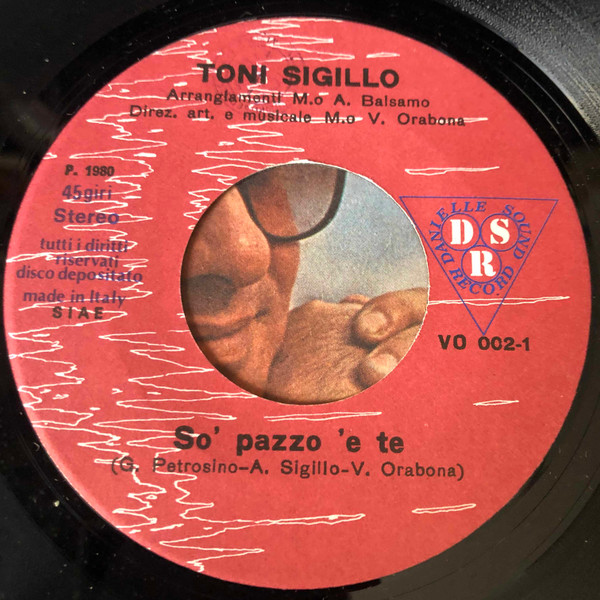 TONI SIGILLO
Arrangiamenti M.o A. Balsamo
Direz. art. e musicale M.o V. Orabona
P. 1980
45giri
Stereo
tutti i diritti
riservati
disco depositato
made in Italy
SIAE
DANIELLE SOUND RECORD
D S
R
VO 002-1
So' pazzo 'e te
(G. Petrosino-A. Sigillo-V. Orabona)